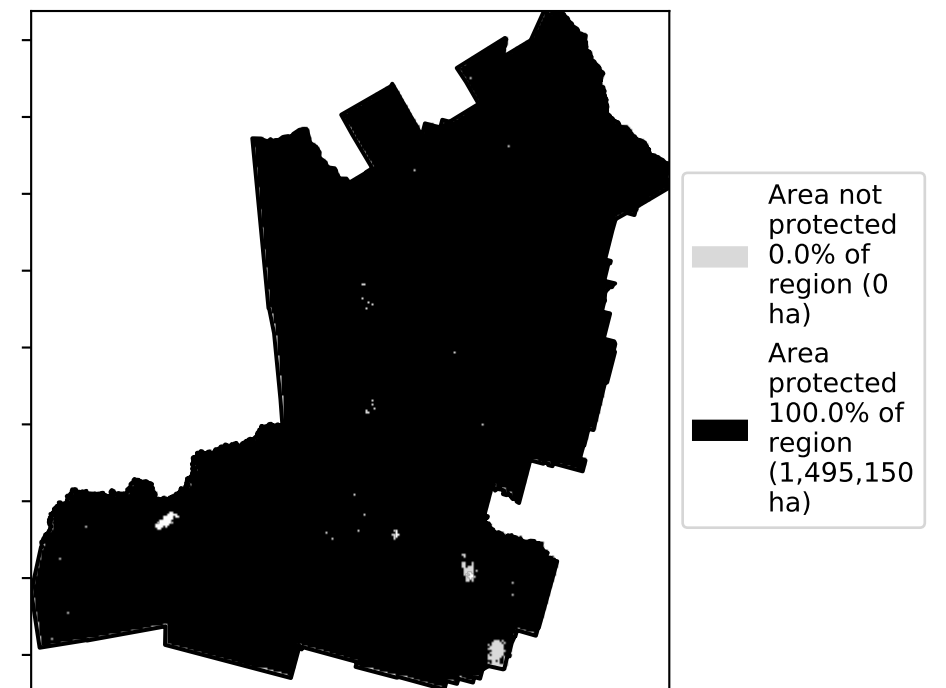 Area not
protected
0.0% of
region (0
ha)
Area
protected
100.0% of
region
(1,495,150
ha)